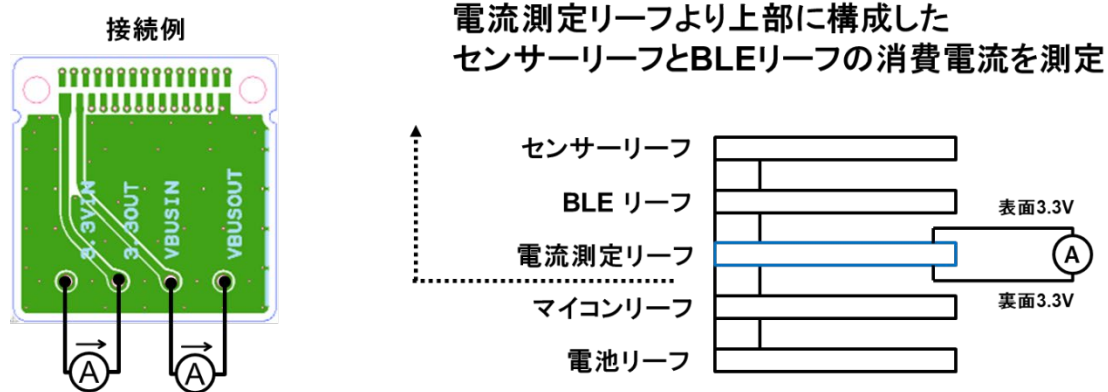 接続例
3.3VIN
3.3OUT
VBUSIN
VBUSOUT
A
A
電流測定リーフより上部に構成した
センサーリーフとBLEリーフの消費電流を測定
センサーリーフ
BLE リーフ
電流測定リーフ
マイコンリーフ
電池リーフ
表面3.3V
A
裏面3.3V